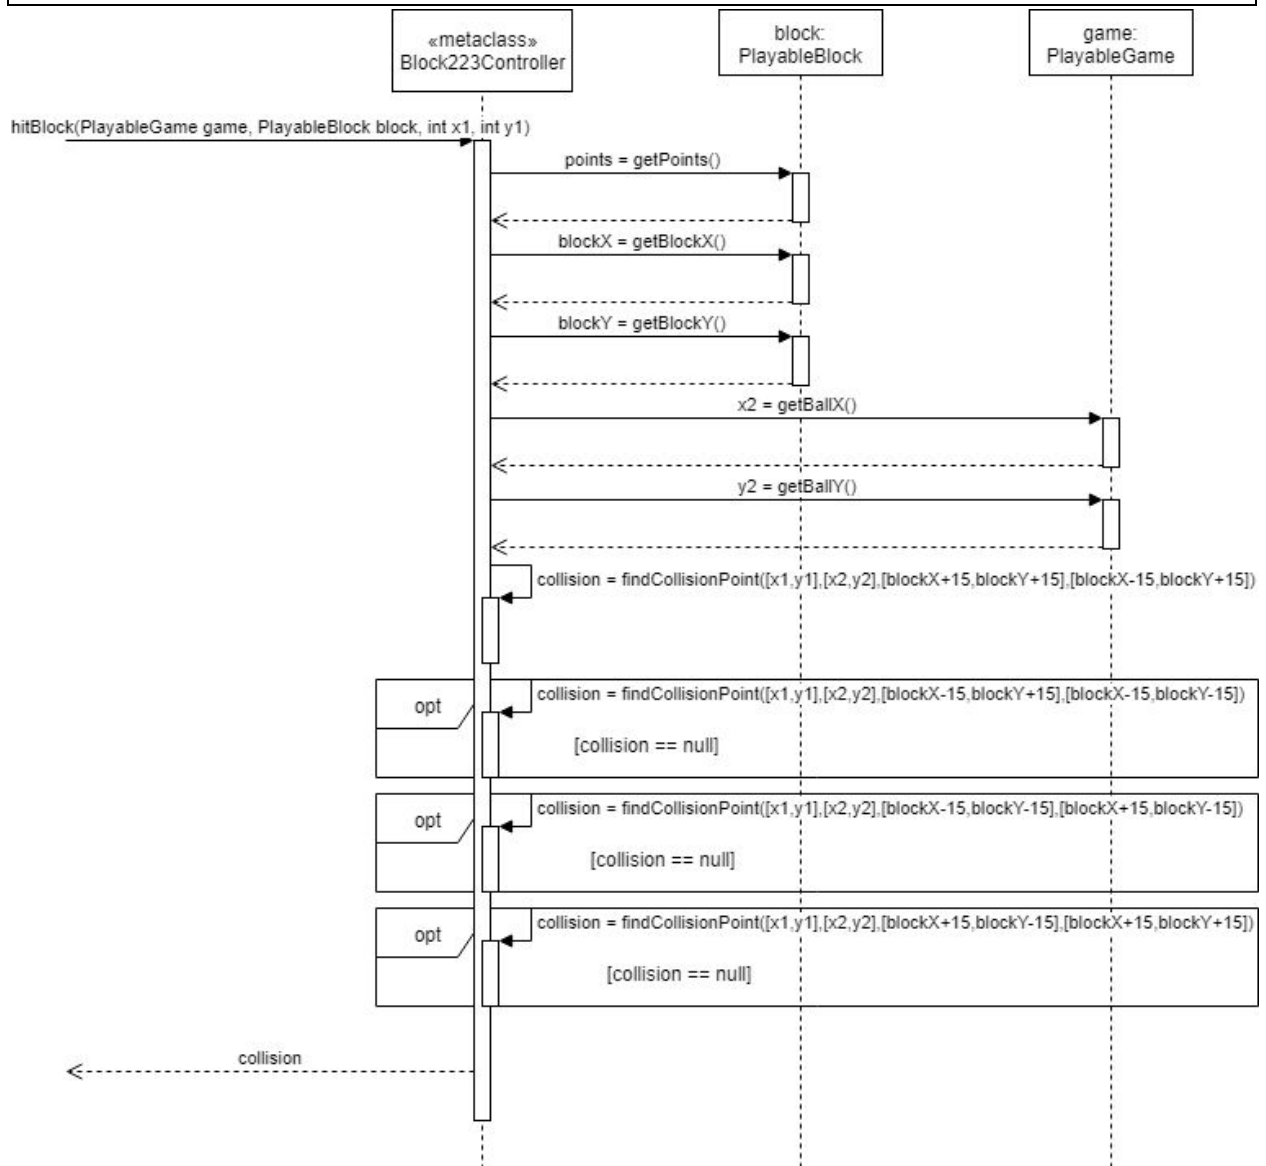 «metaclass»
Block223Controller
block:
PlayableBlock
game:
PlayableGame
hitBlock(PlayableGame game, PlayableBlock block, int x1, int y1)
points = getPoints()
blockX = getBlockX()
blockY = getBlockY()
x2 = getBallX()
y2 = getBallY()
collision = findCollisionPoint([x1,y1],[x2,y2],[blockX+15,blockY+15],[blockX-15,blockY+15])
opt
collision = findCollisionPoint([x1,y1],[x2,y2],[blockX-15,blockY+15],[blockX-15,blockY-15])
[collision == null]
opt
collision = findCollisionPoint([x1,y1],[x2,y2],[blockX-15,blockY-15],[blockX+15,blockY-15])
[collision == null]
opt
collision = findCollisionPoint([x1,y1],[x2,y2],[blockX+15,blockY-15],[blockX+15,blockY+15])
[collision == null]
collision